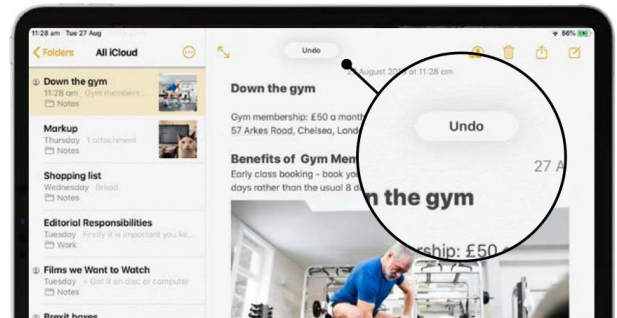 11:28 am Tue 27 Aug
86%
Folders
All iCloud
Down the gym
11:28 am Gym members...
Notes
Markup
Thursday 1 attachment
Notes
Shopping list
Wednesday Bread
Notes
Editorial Responsibilities
Tuesday Firstly it is important you ke...
Work
Films we Want to Watch
Tuesday > Got it on disc or computer
Notes
Brexit boxes
Undo
August 20 at 11:28 am
Down the gym
Gym membership: £50 a month
57 Arkes Road, Chelsea, Lond
Benefits of Gym Mem
Early class booking - book yo
days rather than the usual 8 d
Undo
27 A
n the gym
rship: £50